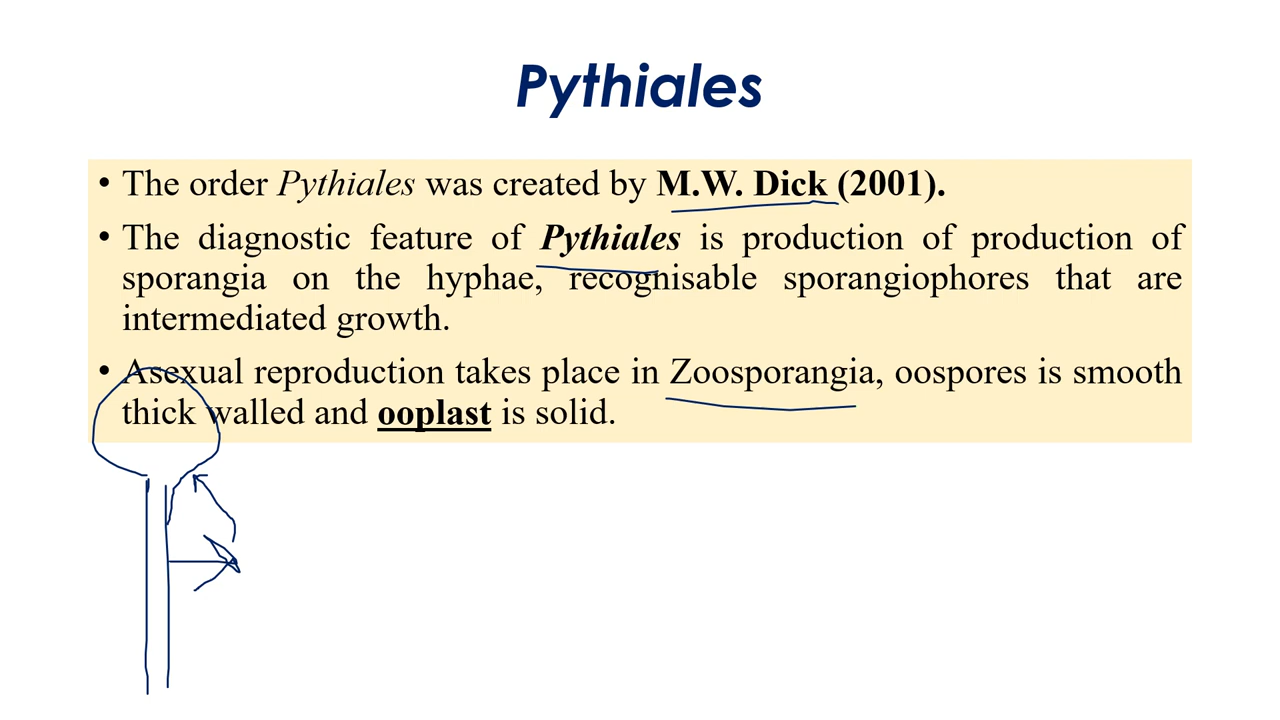 Pythiales
• The order Pythiales was created by M.W. Dick (2001).
• The diagnostic feature of Pythiales is production of production of
sporangia on the hyphae, recognisable sporangiophores that are
intermediated growth.
• Asexual reproduction takes place in Zoosporangia, oospores is smooth
thick walled and ooplast is solid.